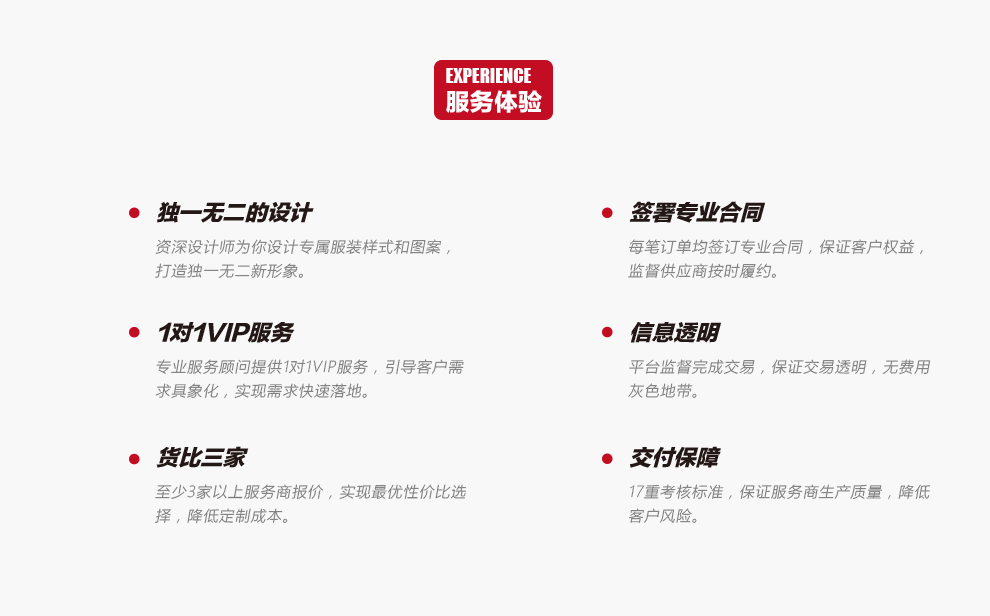 EXPERIENCE
服务体验
独一无二的设计
资深设计师为你设计专属服装样式和图案，
打造独一无二新形象。
1对1VIP服务
专业服务顾问提供1对1VIP服务，引导客户需
求具象化，实现需求快速落地。
货比三家
至少3家以上服务商报价，实现最优性价比选
择，降低定制成本。
签署专业合同
每笔订单均签订专业合同，保证客户权益，
监督供应商按时履约。
信息透明
平台监督完成交易，保证交易透明，无费用
灰色地带。
交付保障
17重考核标准，保证服务商生产质量，降低
客户风险。